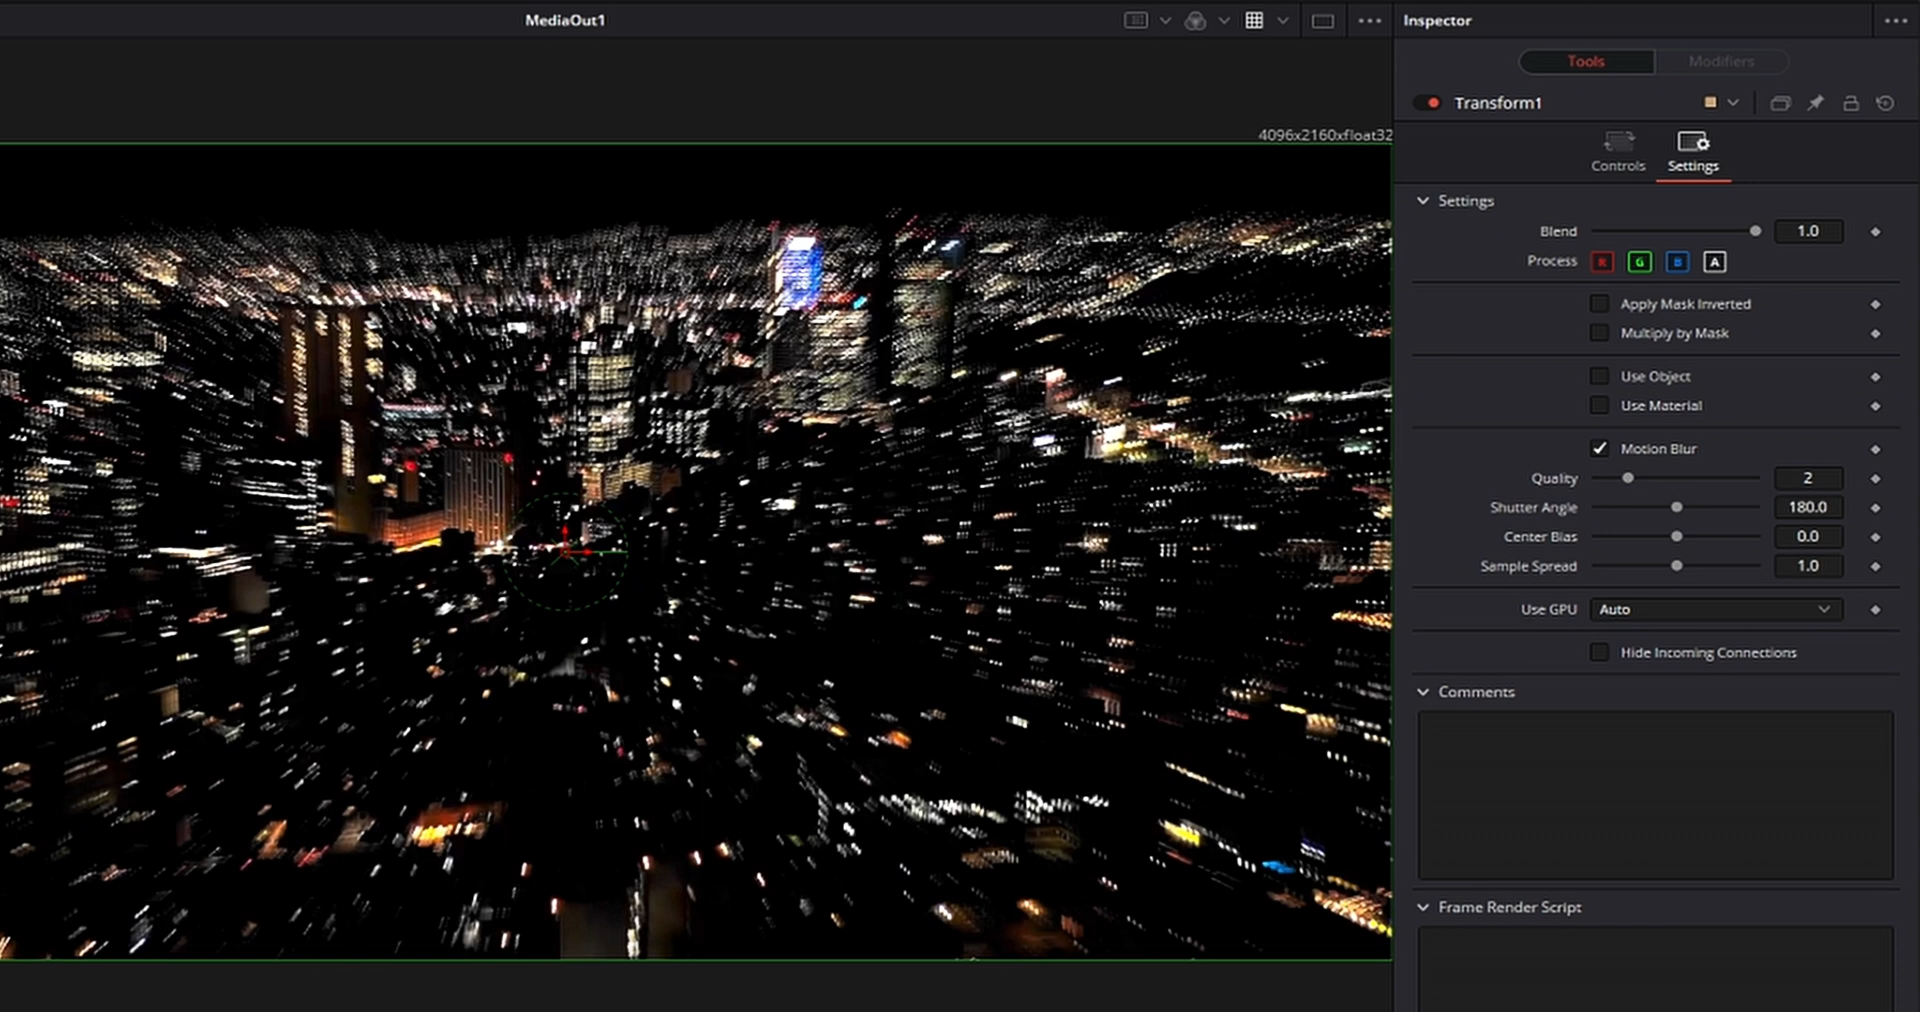 MediaOut1
Inspector
Tools
Modifiers
Transform1
4096x2160xfloat32
Controls
Settings
Settings
Blend
1.0
Process
R
G
B
A
Apply Mask Inverted
Multiply by Mask
Use Object
Use Material
Motion Blur
Quality
2
Shutter Angle
180.0
Center Bias
0.0
Sample Spread
1.0
Use GPU
Auto
Hide Incoming Connections
Comments
Frame Render Script